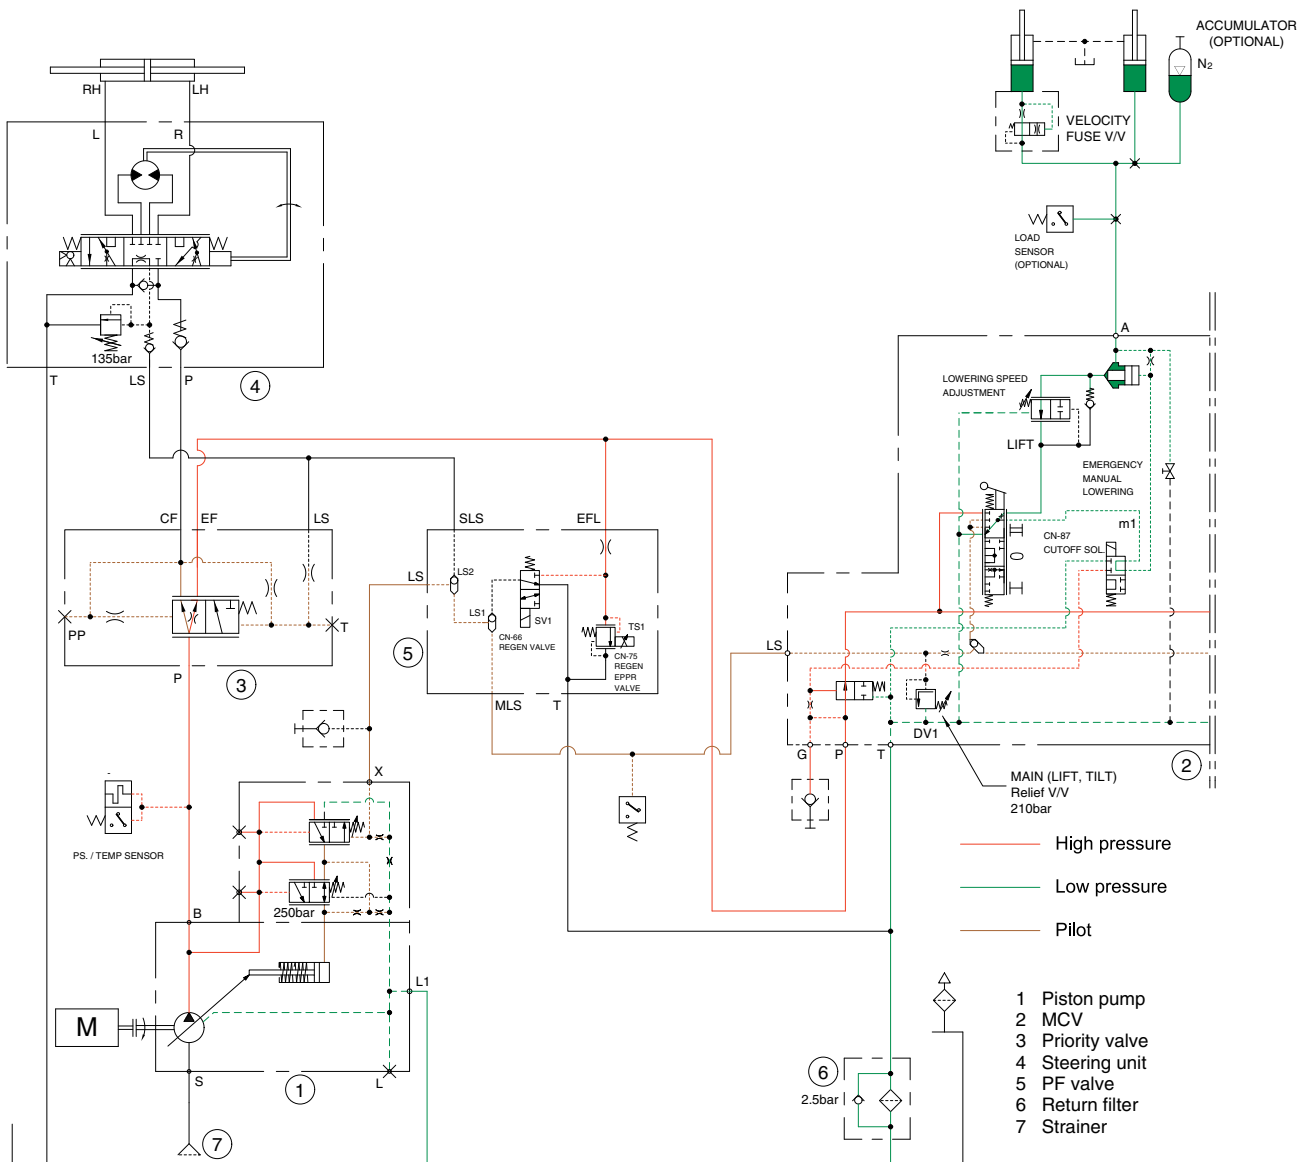 ACCUMULATOR
(OPTIONAL)
N2
RH
LH
L
R
VELOCITY
FUSE V/V
LOAD
SENSOR
(OPTIONAL)
135bar
T
LS
P
4
A
LOWERING SPEED
ADJUSTMENT
LIFT
EMERGENCY
MANUAL
LOWERING
m1
CN-87
CUTOFF SOL.
CF
EF
LS
SLS
EFL
LS
LS2
LS1
SV1
TS1
CN-66
REGEN VALVE
CN-75
REGEN
EPPR
VALVE
PP
T
P
3
5
MLS
T
LS
G
P
T
DV1
2
MAIN (LIFT, TILT)
Relief V/V
210bar
X
PS. / TEMP SENSOR
250bar
B
L1
M
S
L
1
7
6
2.5bar
High pressure
Low pressure
Pilot
1 Piston pump
2 MCV
3 Priority valve
4 Steering unit
5 PF valve
6 Return filter
7 Strainer